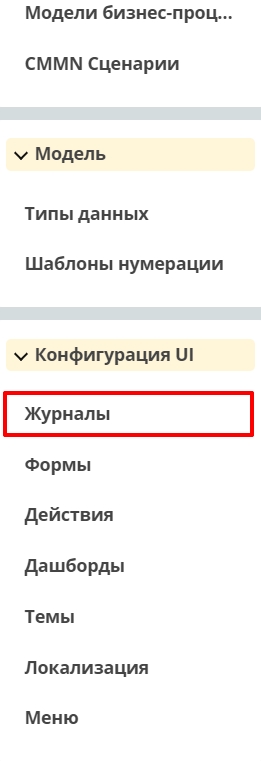 Модели бизнес-проц...
CMMN Сценарии
Модель
Типы данных
Шаблоны нумерации
Конфигурация UI
Журналы
Формы
Действия
Дашборды
Темы
Локализация
Меню